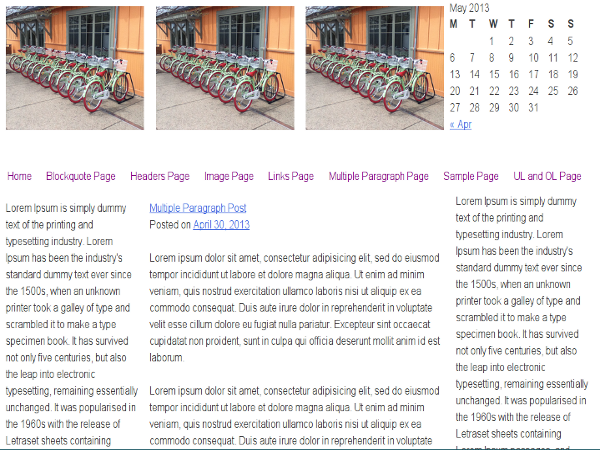 May 2013
M T W T F S S
1 2 3 4 5
6 7 8 9 10 11 12
13 14 15 16 17 18 19
20 21 22 23 24 25 26
27 28 29 30 31
« Apr
Home Blockquote Page Headers Page Image Page Links Page Multiple Paragraph Page Sample Page UL and OL Page
Lorem Ipsum is simply dummy
text of the printing and
typesetting industry. Lorem
Ipsum has been the industry's
standard dummy text ever since
the 1500s, when an unknown
printer took a galley of type and
scrambled it to make a type
specimen book. It has survived
not only five centuries, but also
the leap into electronic
typesetting, remaining essentially
unchanged. It was popularised in
the 1960s with the release of
Letraset sheets containing
Multiple Paragraph Post
Posted on April 30, 2013
Lorem ipsum dolor sit amet, consectetur adipisicing elit, sed do eiusmod
tempor incididunt ut labore et dolore magna aliqua. Ut enim ad minim
veniam, quis nostrud exercitation ullamco laboris nisi ut aliquip ex ea
commodo consequat. Duis aute irure dolor in reprehenderit in voluptate
velit esse cillum dolore eu fugiat nulla pariatur. Excepteur sint occaecat
cupidatat non proident, sunt in culpa qui officia deserunt mollit anim id est
laborum.
Lorem ipsum dolor sit amet, consectetur adipisicing elit, sed do eiusmod
tempor incididunt ut labore et dolore magna aliqua. Ut enim ad minim
veniam, quis nostrud exercitation ullamco laboris nisi ut aliquip ex ea
commodo consequat. Duis aute irure dolor in reprehenderit in voluptate
Lorem Ipsum is simply dummy
text of the printing and
typesetting industry. Lorem
Ipsum has been the industry's
standard dummy text ever since
the 1500s, when an unknown
printer took a galley of type and
scrambled it to make a type
specimen book. It has survived
not only five centuries, but also
the leap into electronic
typesetting, remaining essentially
unchanged. It was popularised in
the 1960s with the release of
Letraset sheets containing